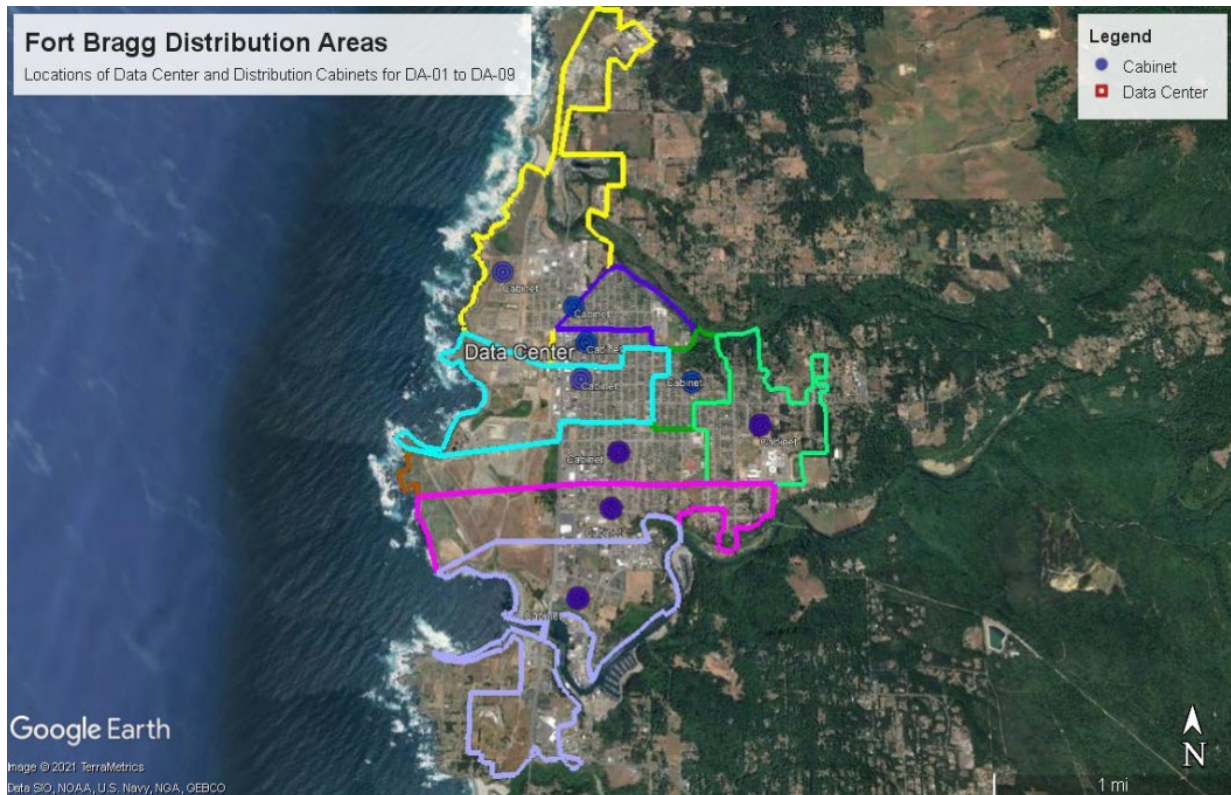 Fort Bragg Distribution Areas
Locations of Data Center and Distribution Cabinets for DA-01 to DA-09
Legend
Cabinet
Data Center
Cabinet
Cabinet
Cabinet
Data Center
Cabinet
Cabinet
Cabinet
Cabinet
Cabinet
Cabinet
Google Earth
Image © 2021 TerraMetrics
Data SIO, NOAA, U.S. Navy, NGA, GEBCO
N
1 mi